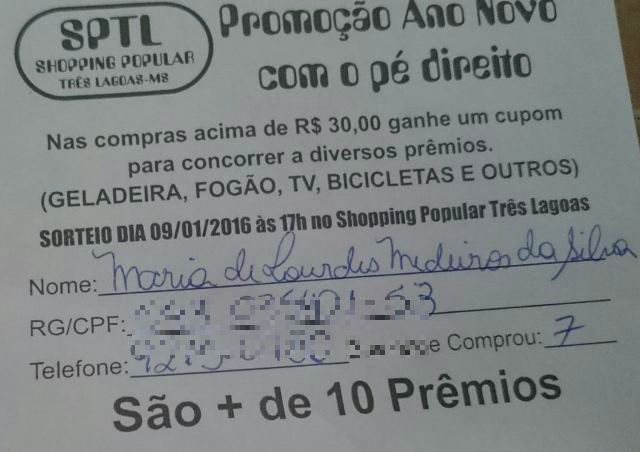 SPTL
SHOPPING POPULAR
TRÊS LAGOAS-MS
Promoção Ano Novo
com o pé direito
Nas compras acima de R$ 30,00 ganhe um cupom
para concorrer a diversos prêmios.
(GELADEIRA, FOGÃO, TV, BICICLETAS E OUTROS)
SORTEIO DIA 09/01/2016 às 17h no Shopping Popular Três Lagoas
Nome: Maria de Lourdes Medeiros da Silva
RG/CPF:
Telefone: e Comprou: 7
São + de 10 Prêmios